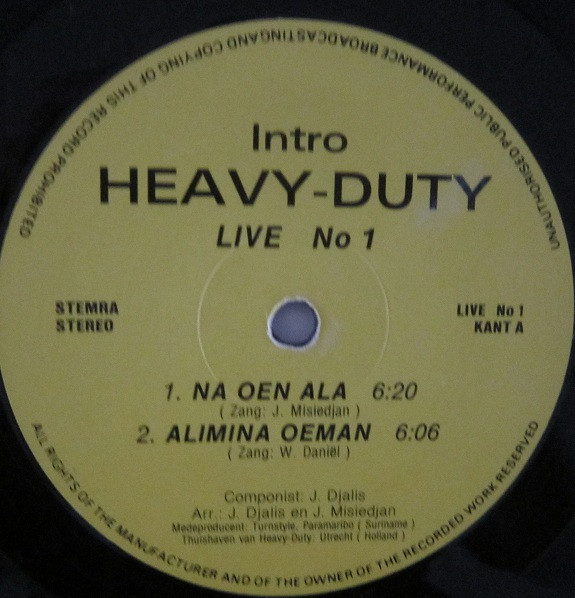 UNAUTHORISED PUBLIC PERFORMANCE BROADCASTING AND COPYING OF THIS RECORD PROHIBITED
Intro
HEAVY-DUTY
LIVE No 1
STEMRA
STEREO
LIVE No 1
KANT A
1. NA OEN ALA 6:20
( Zang: J. Misiedjan )
2. ALIMINA OEMAN 6:06
( Zang: W. Daniël )
Componist: J. Djalis
Arr.: J. Djalis en J. Misiedjan
Medeproducent: Turnstyle, Paramaribo ( Suriname )
Thuishaven van Heavy-Duty: Utrecht ( Holland )
ALL RIGHTS OF THE MANUFACTURER AND OF THE OWNER OF THE RECORDED WORK RESERVED